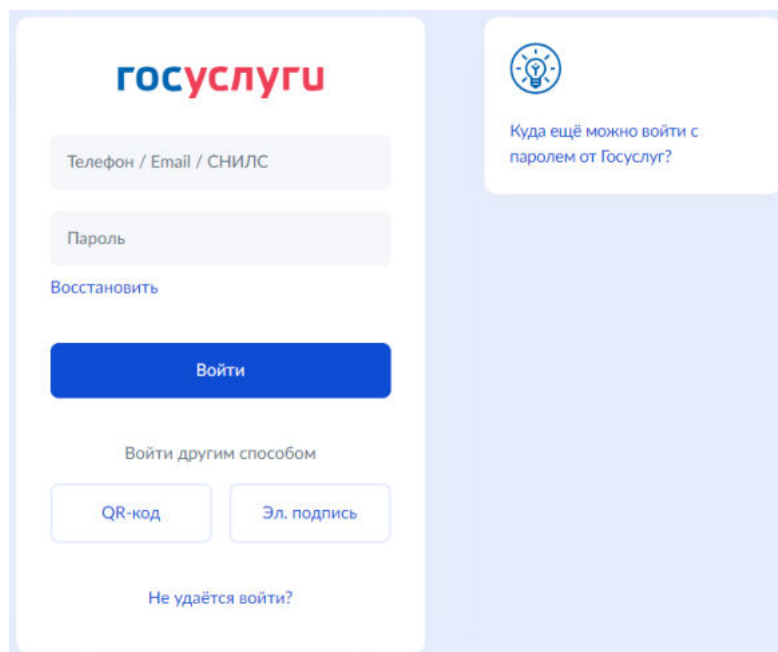 госуслуги
Телефон / Email / СНИЛС
Пароль
Восстановить
Войти
Войти другим способом
QR-код
Эл. подпись
Не удаётся войти?
Куда ещё можно войти с
паролем от Госуслуг?